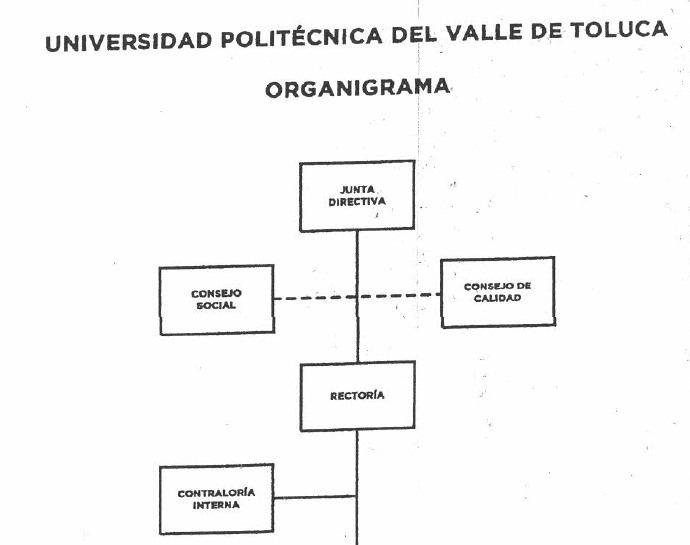 UNIVERSIDAD POLITÉCNICA DEL VALLE DE TOLUCA
ORGANIGRAMA
JUNTA
DIRECTIVA
CONSEJO
SOCIAL
CONSEJO DE
CALIDAD
RECTORÍA
CONTRALORÍA
INTERNA